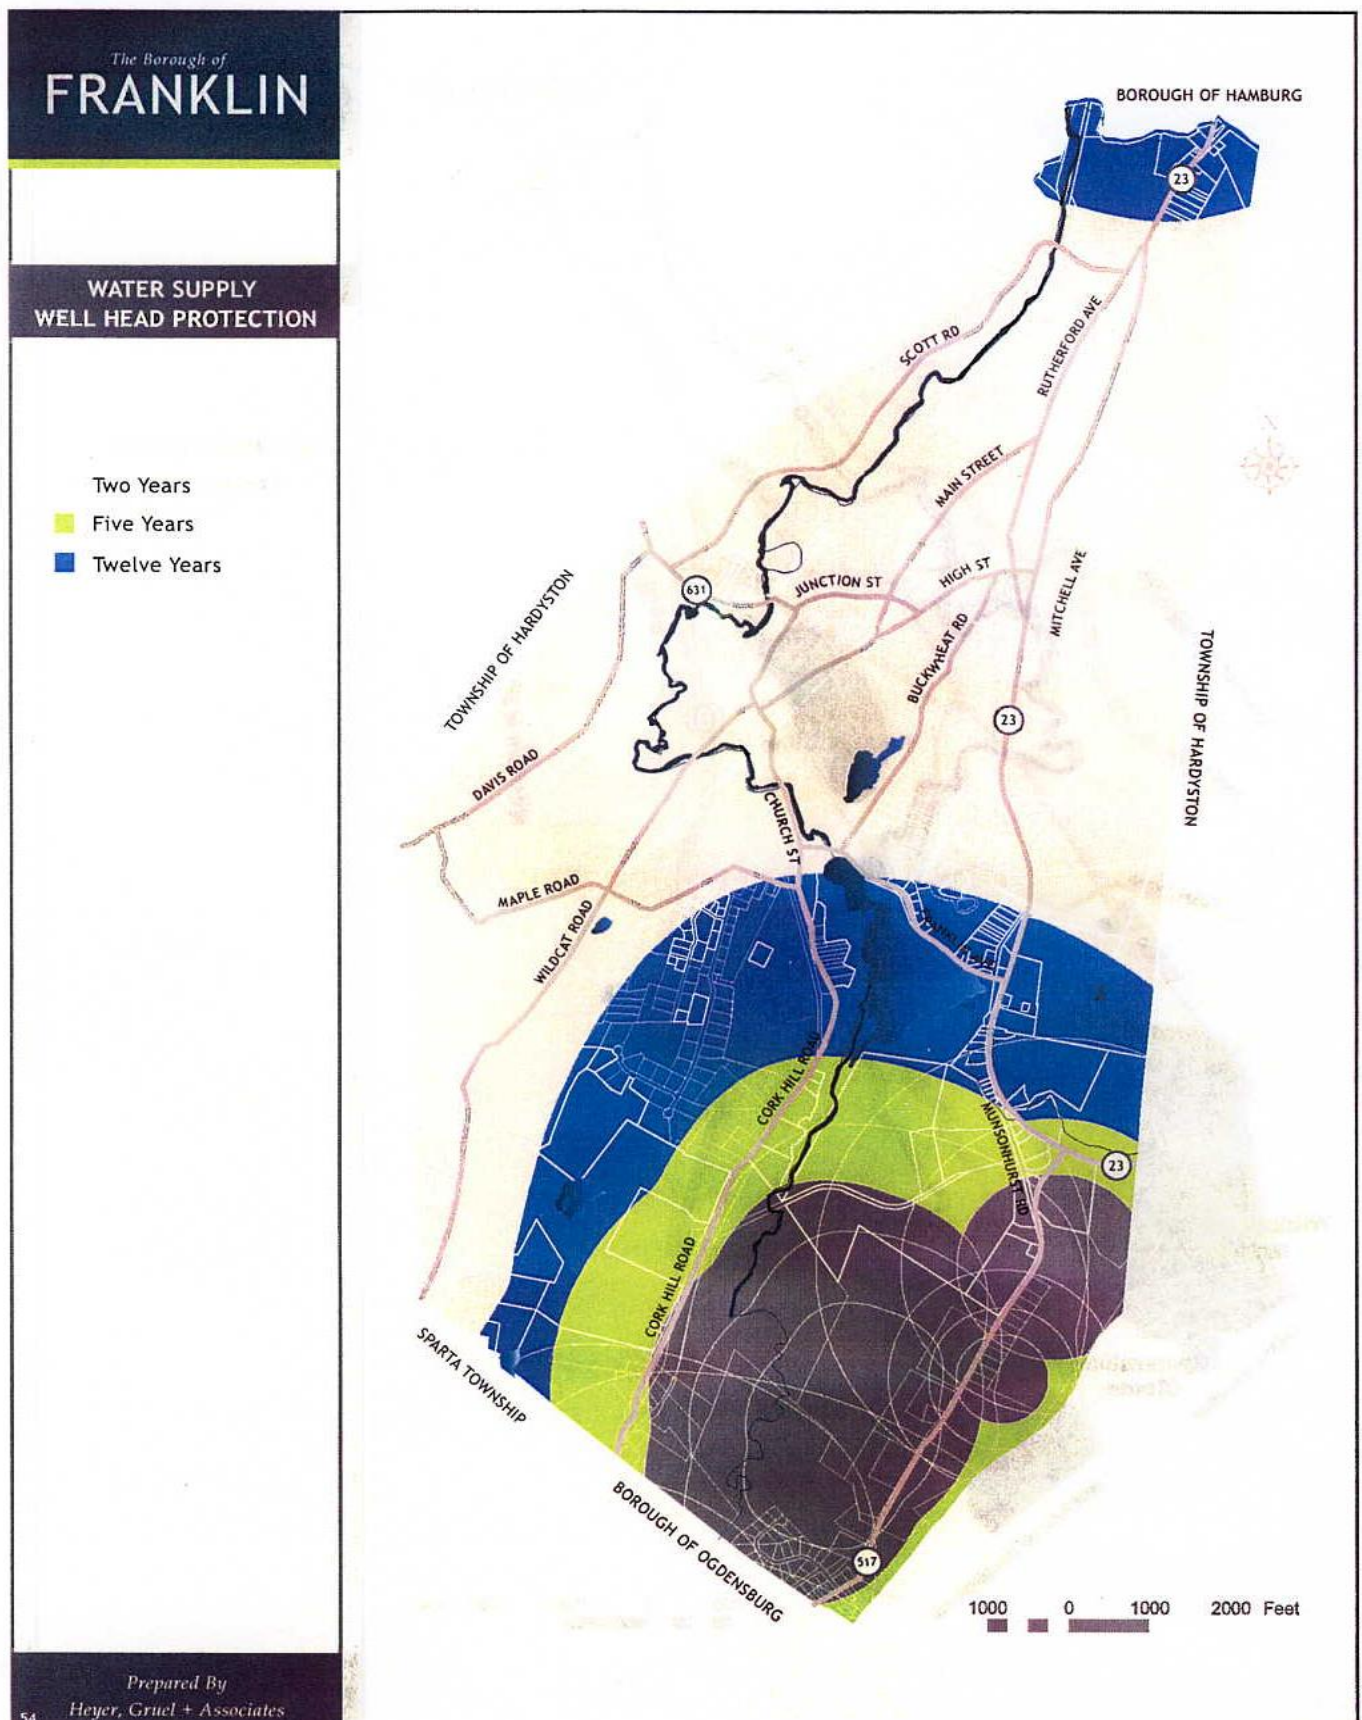 The Borough of
FRANKLIN
WATER SUPPLY
WELL HEAD PROTECTION
Two Years
Five Years
Twelve Years
BOROUGH OF HAMBURG
23
SCOTT RD
RUTHERFORD AVE
N
MAIN STREET
631
JUNCTION ST
HIGH ST
MITCHELL AVE
TOWNSHIP OF HARDYSTON
BUCKWHEAT RD
TOWNSHIP OF HARDYSTON
23
DAVIS ROAD
CHURCH ST
MAPLE ROAD
WILDCAT ROAD
CORK HILL ROAD
MUNSONHURST RD
23
CORK HILL ROAD
SPARTA TOWNSHIP
BOROUGH OF OGDENSBURG
517
1000 0 1000 2000 Feet
Prepared By
Heyer, Gruel + Associates
54